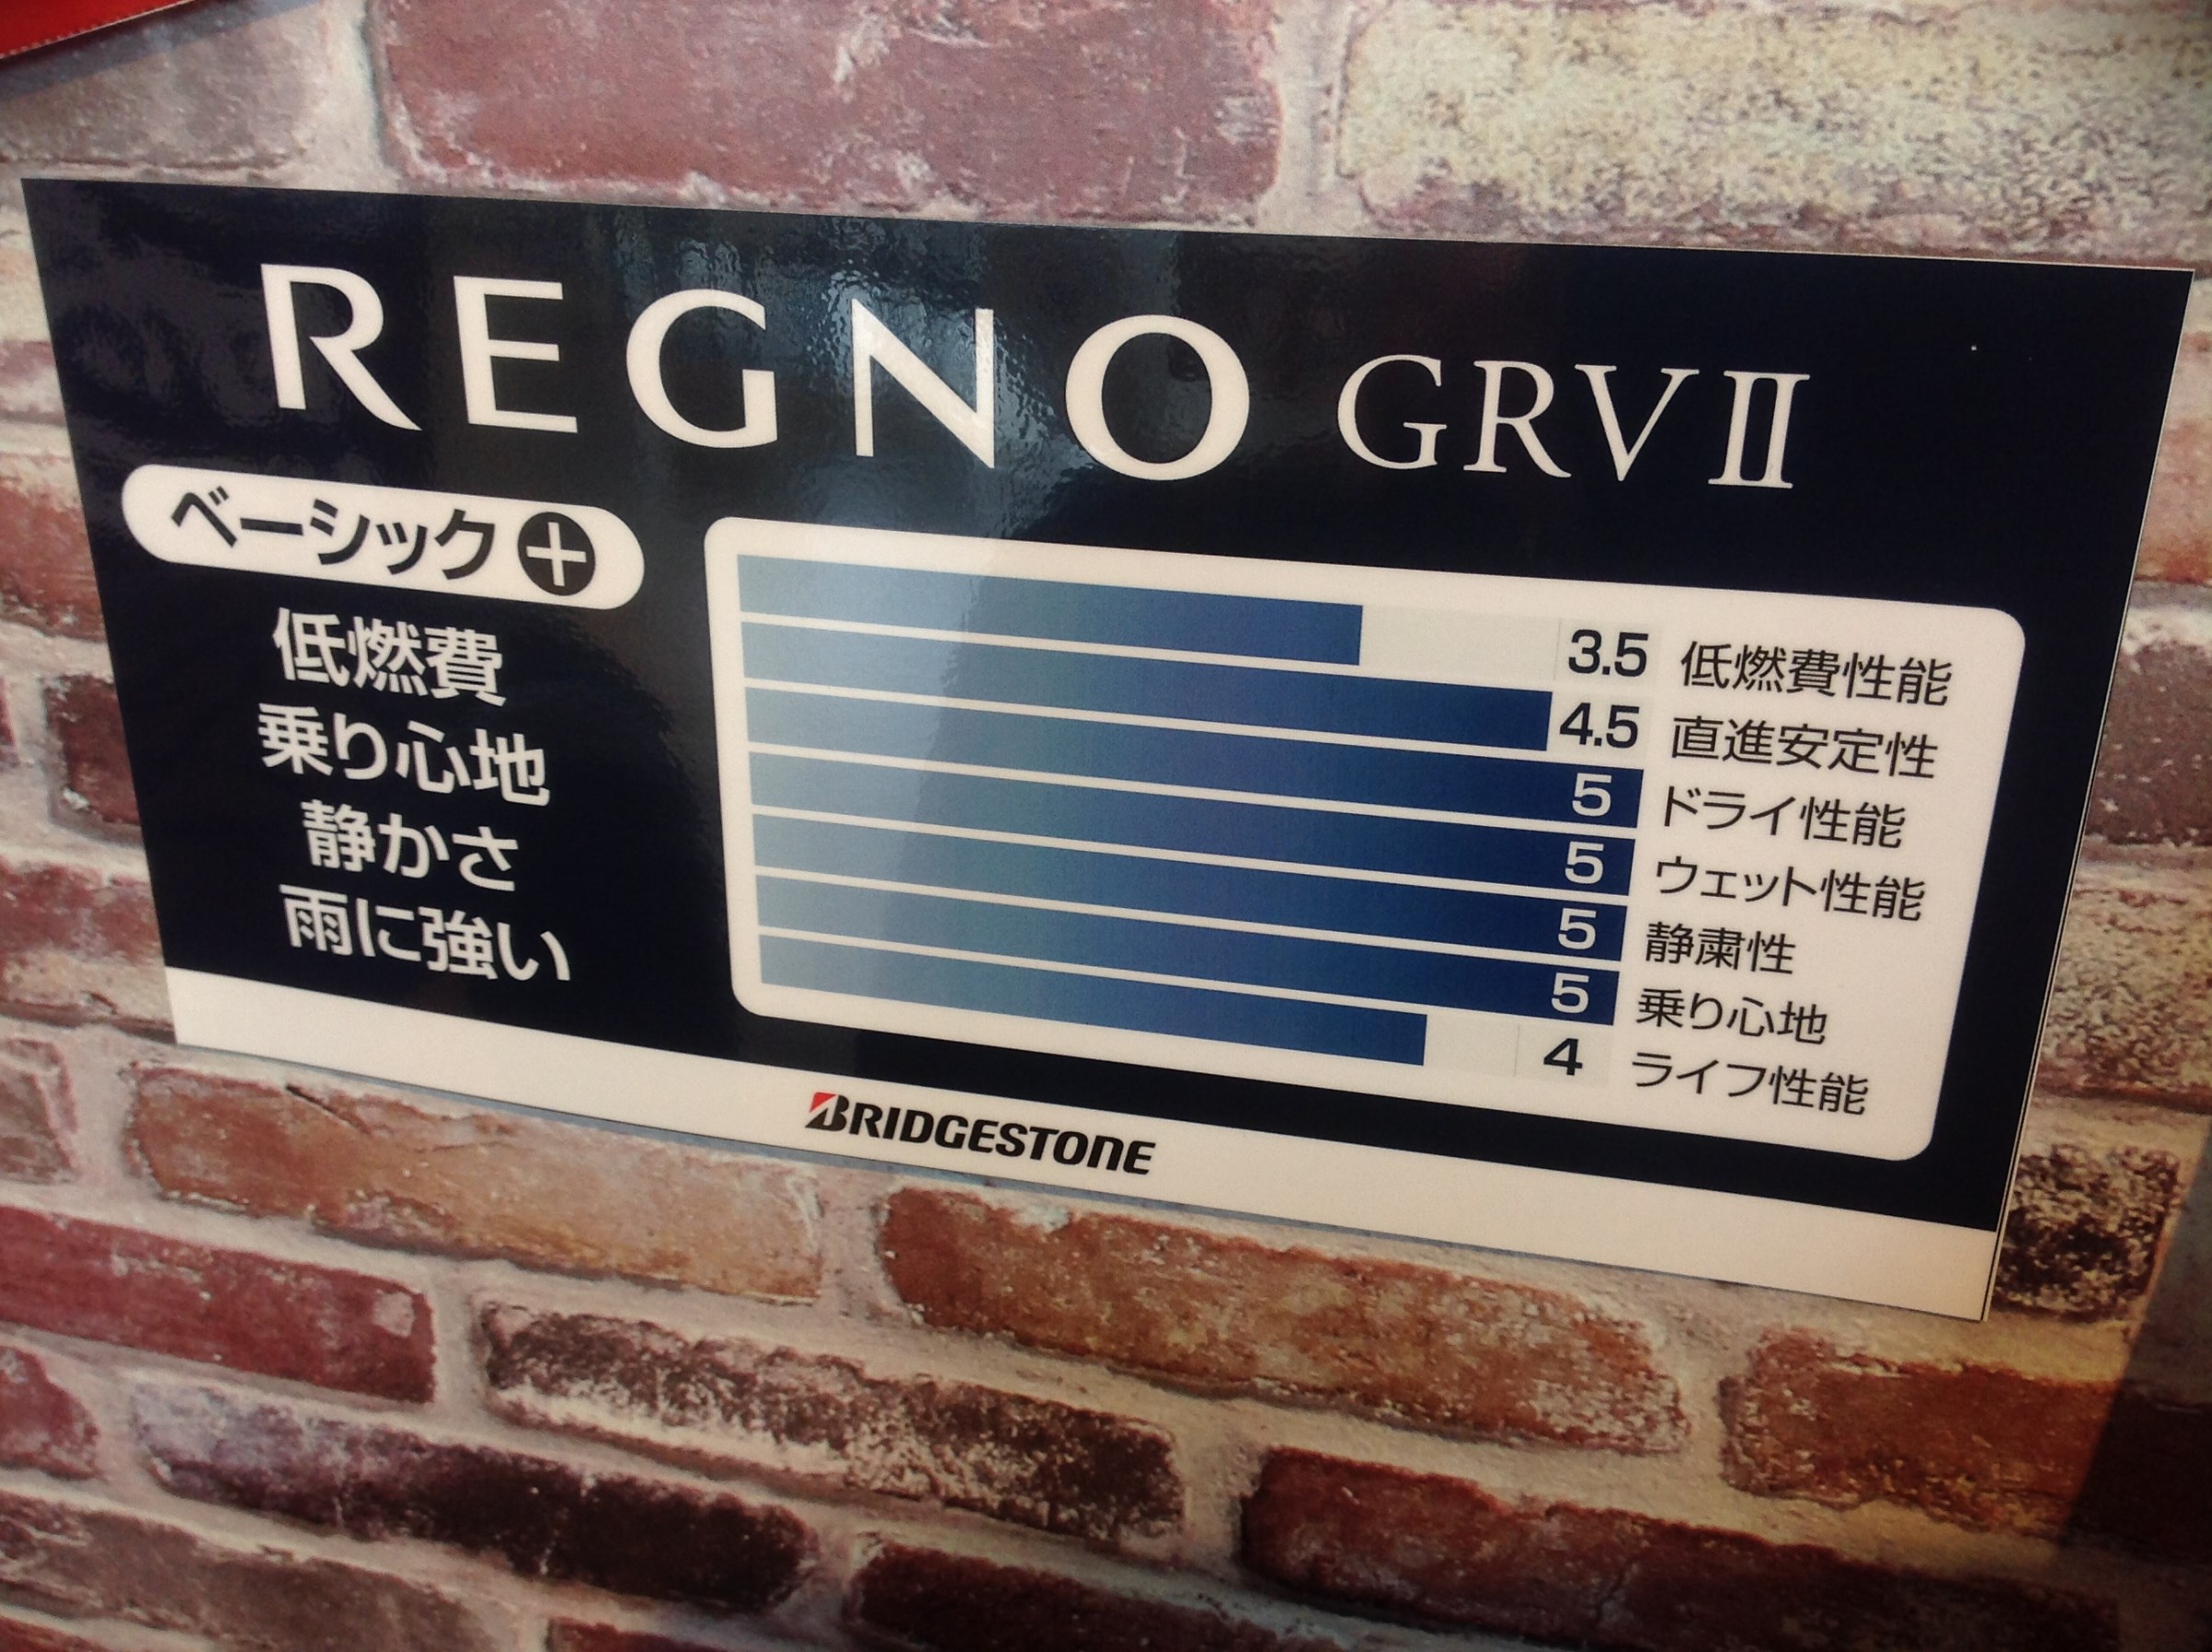 REGNO GRVⅡ
ベーシック＋
低燃費
乗り心地
静かさ
雨に強い
3.5 低燃費性能
4.5 直進安定性
5 ドライ性能
5 ウェット性能
5 静粛性
5 乗り心地
4 ライフ性能
BRIDGESTONE